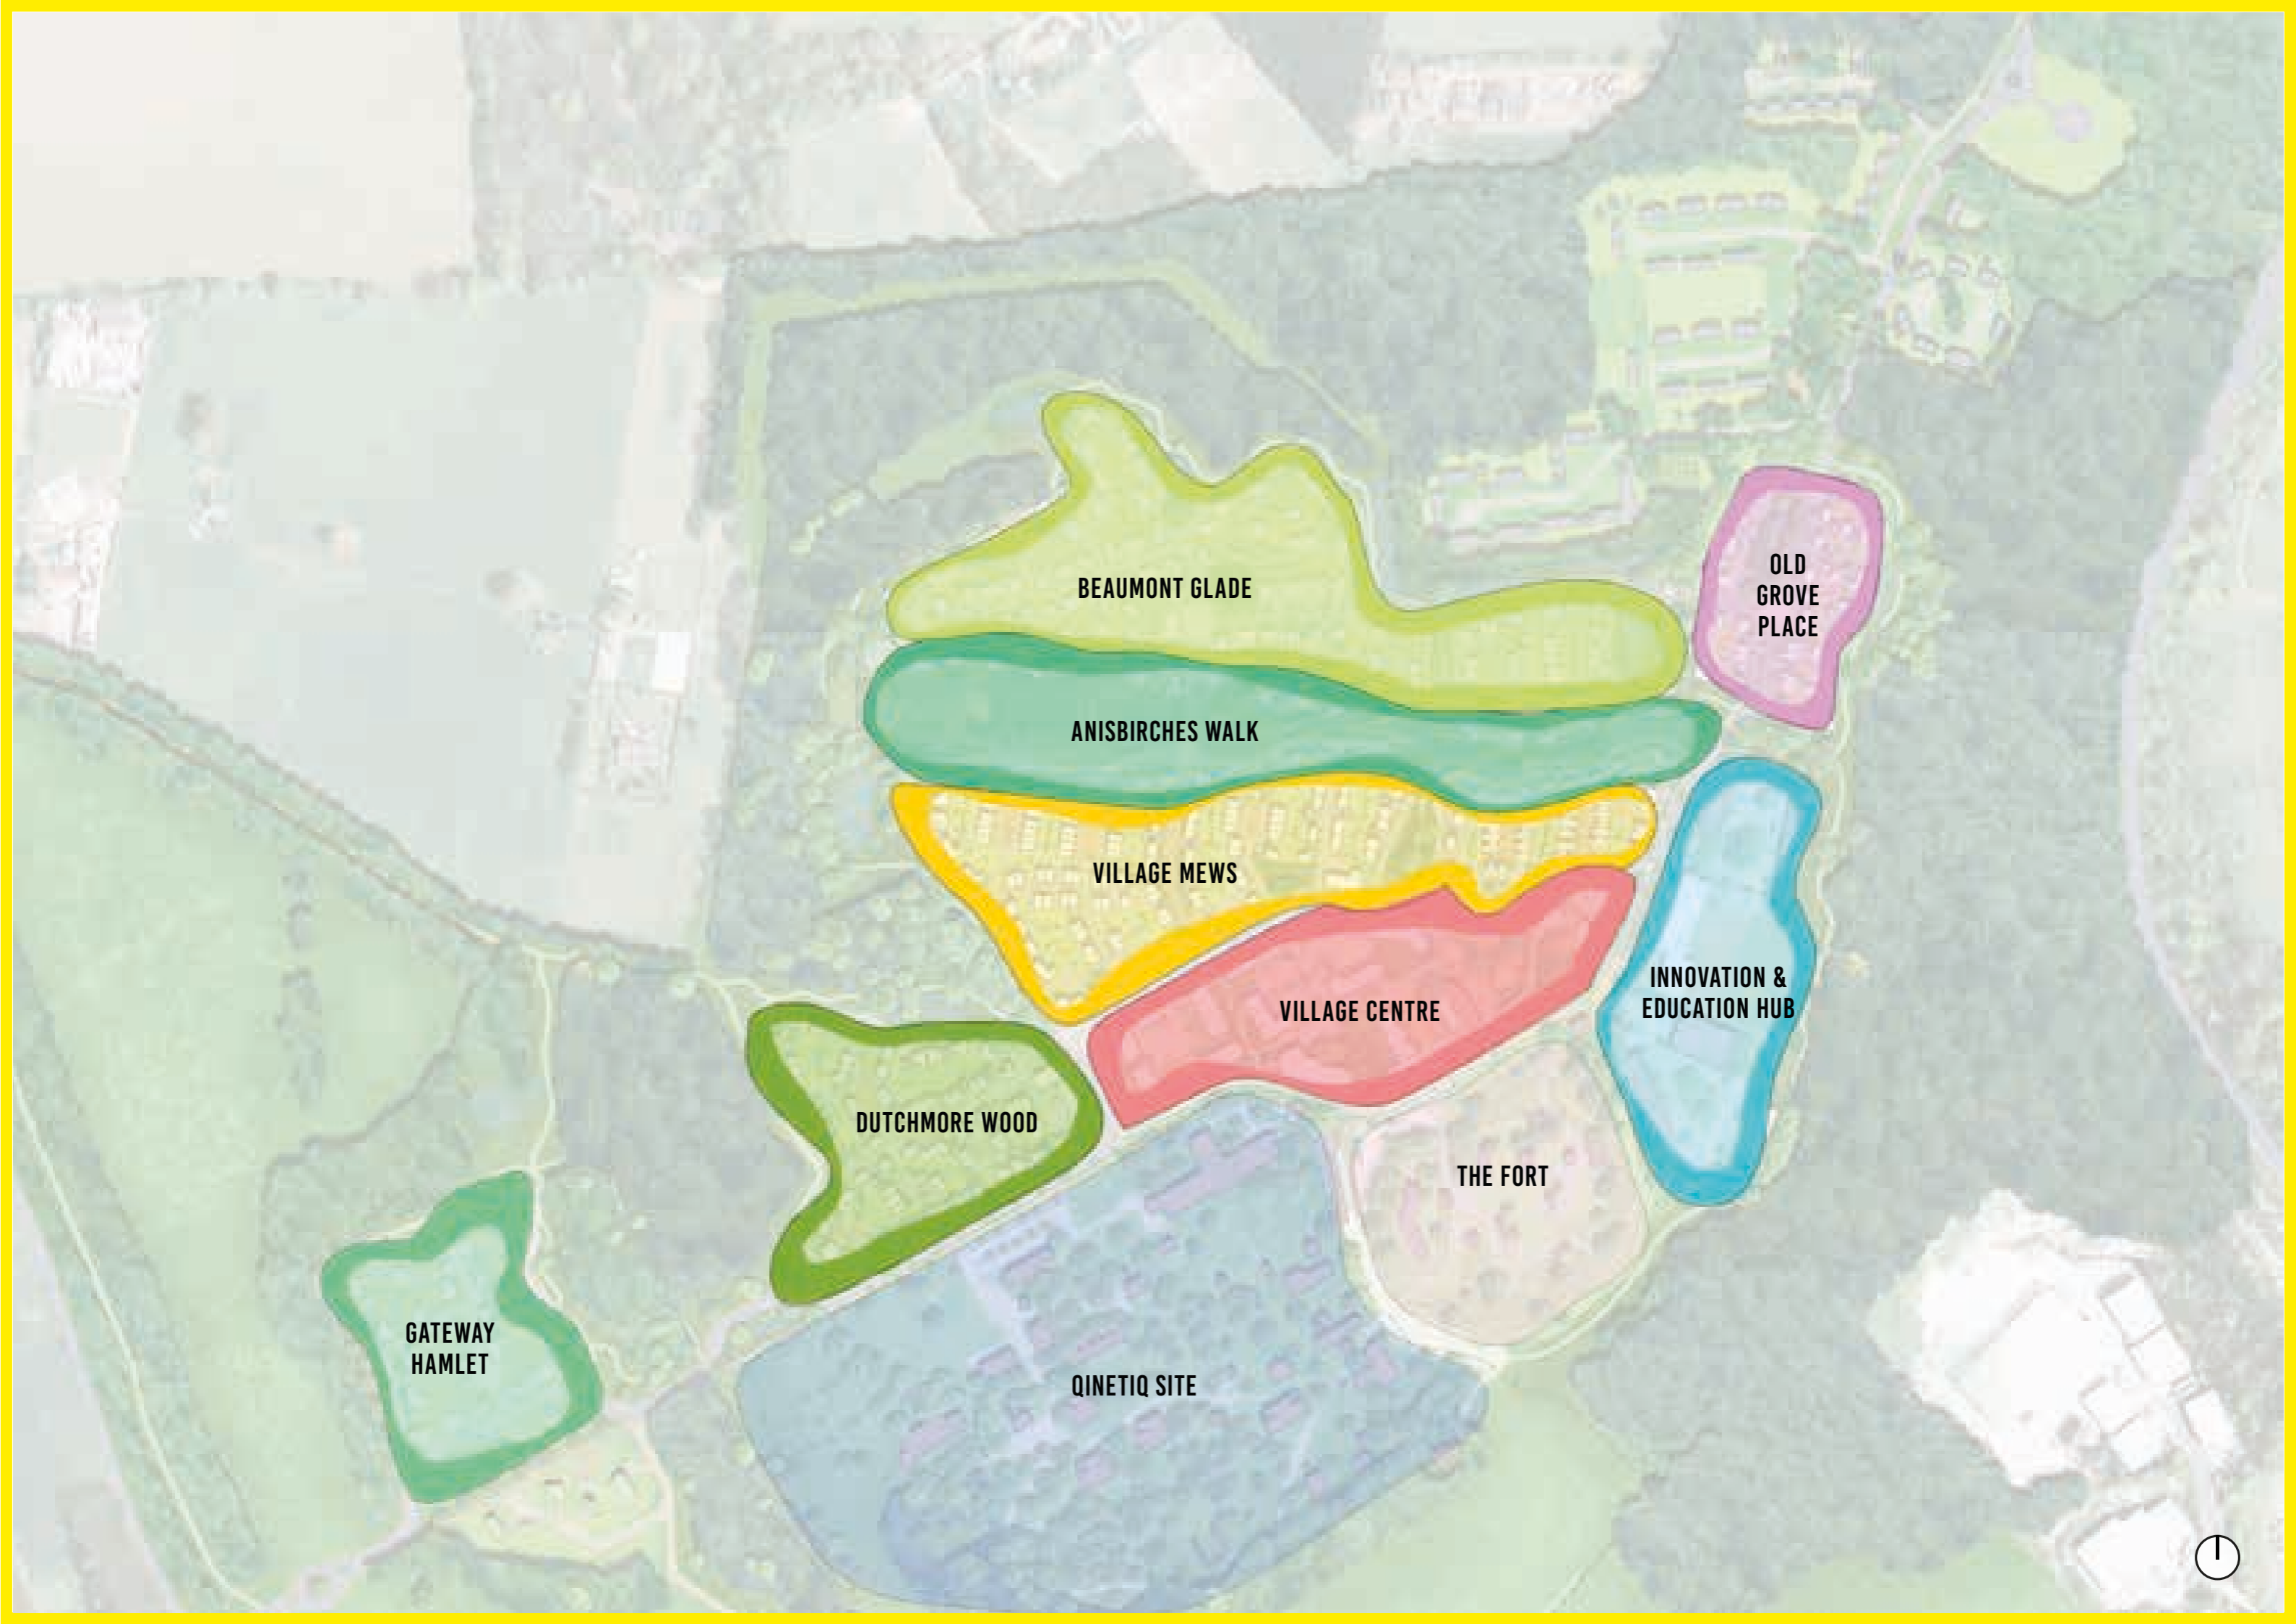 BEAUMONT GLADE
OLD
GROVE
PLACE
ANISBIRCHES WALK
VILLAGE MEWS
INNOVATION &
EDUCATION HUB
VILLAGE CENTRE
DUTCHMORE WOOD
THE FORT
GATEWAY
HAMLET
QINETIQ SITE